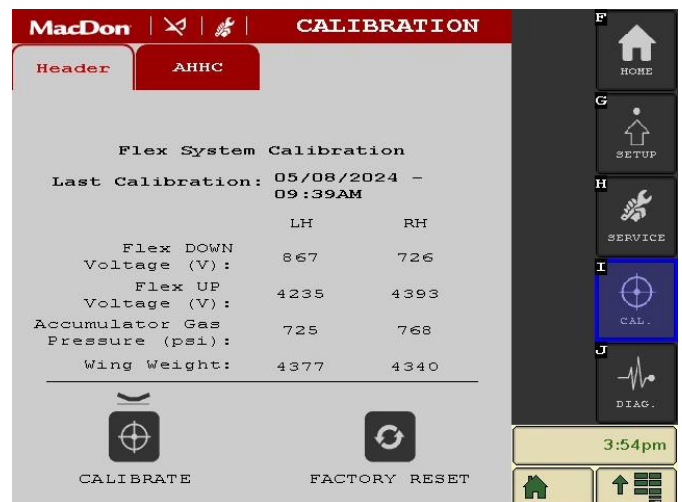 MacDon CALIBRATION
Header AHHC
Flex System Calibration
Last Calibration: 05/08/2024 –
09:39AM
LH RH
Flex DOWN
Voltage (V): 867 726
Flex UP
Voltage (V): 4235 4393
Accumulator Gas
Pressure (psi): 725 768
Wing Weight: 4377 4340
CALIBRATE FACTORY RESET
F
HOME
G
SETUP
H
SERVICE
I
CAL.
J
DIAG.
3:54pm